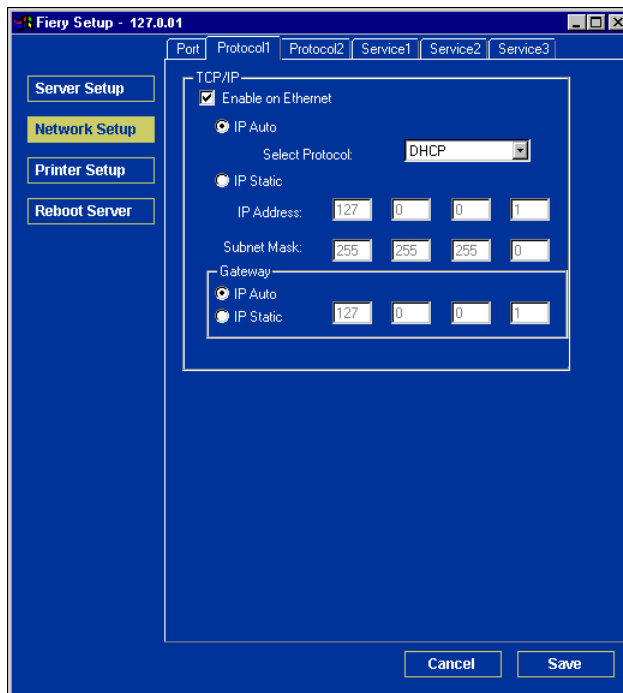 Fiery Setup - 127.0.01
Port Protocol1 Protocol2 Service1 Service2 Service3
Server Setup
Network Setup
Printer Setup
Reboot Server
TCP/IP
Enable on Ethernet
IP Auto
Select Protocol: DHCP
IP Static
IP Address: 127 0 0 1
Subnet Mask: 255 255 255 0
Gateway
IP Auto
IP Static 127 0 0 1
Cancel Save